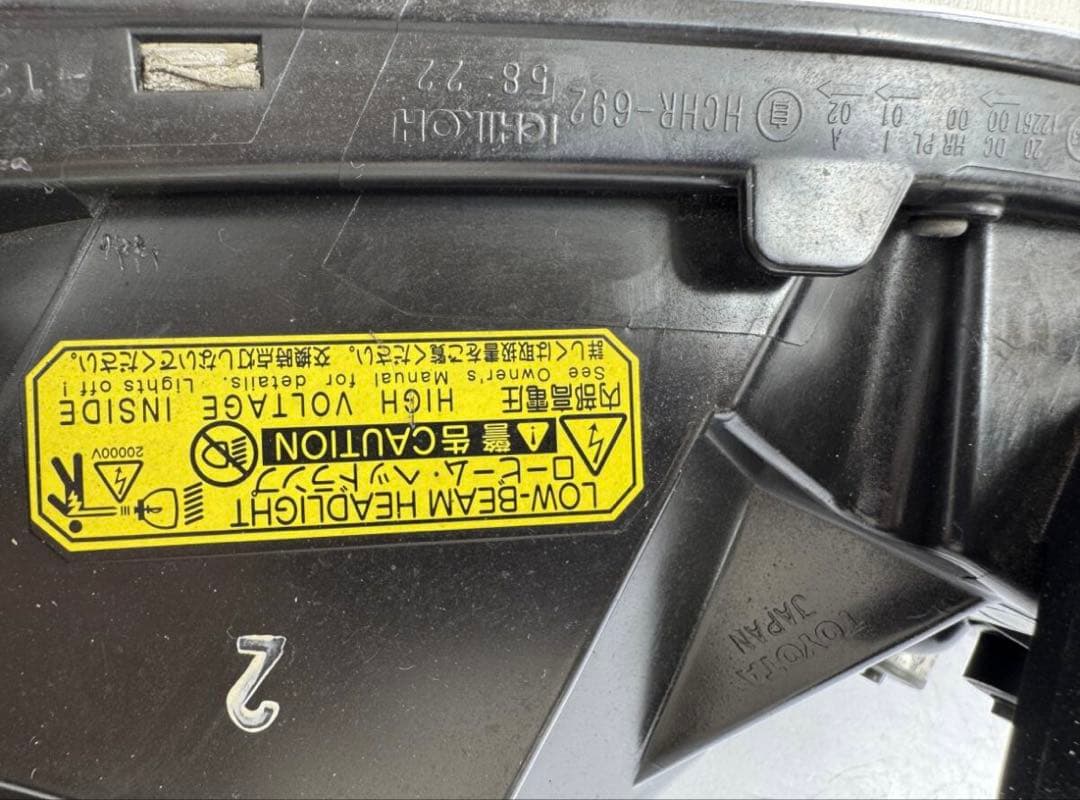 LOW-BEAM HEADLIGHT
ロービーム・ヘッドランプ
20000V
警告 CAUTION
内部高電圧 HIGH VOLTAGE INSIDE
See Owner's Manual for details. Lights off !
詳しくは取扱書をご覧ください。 交換時点灯しないでください。
20 DC HR PL I A
1226100 00 01 02
自 HCHR-692
ICHIKOH 58-22
TOYOTA
JAPAN
2